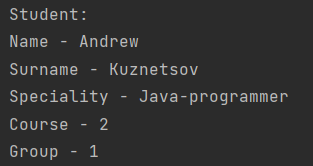 Student:
Name - Andrew
Surname - Kuznetsov
Speciality - Java-programmer
Course - 2
Group - 1